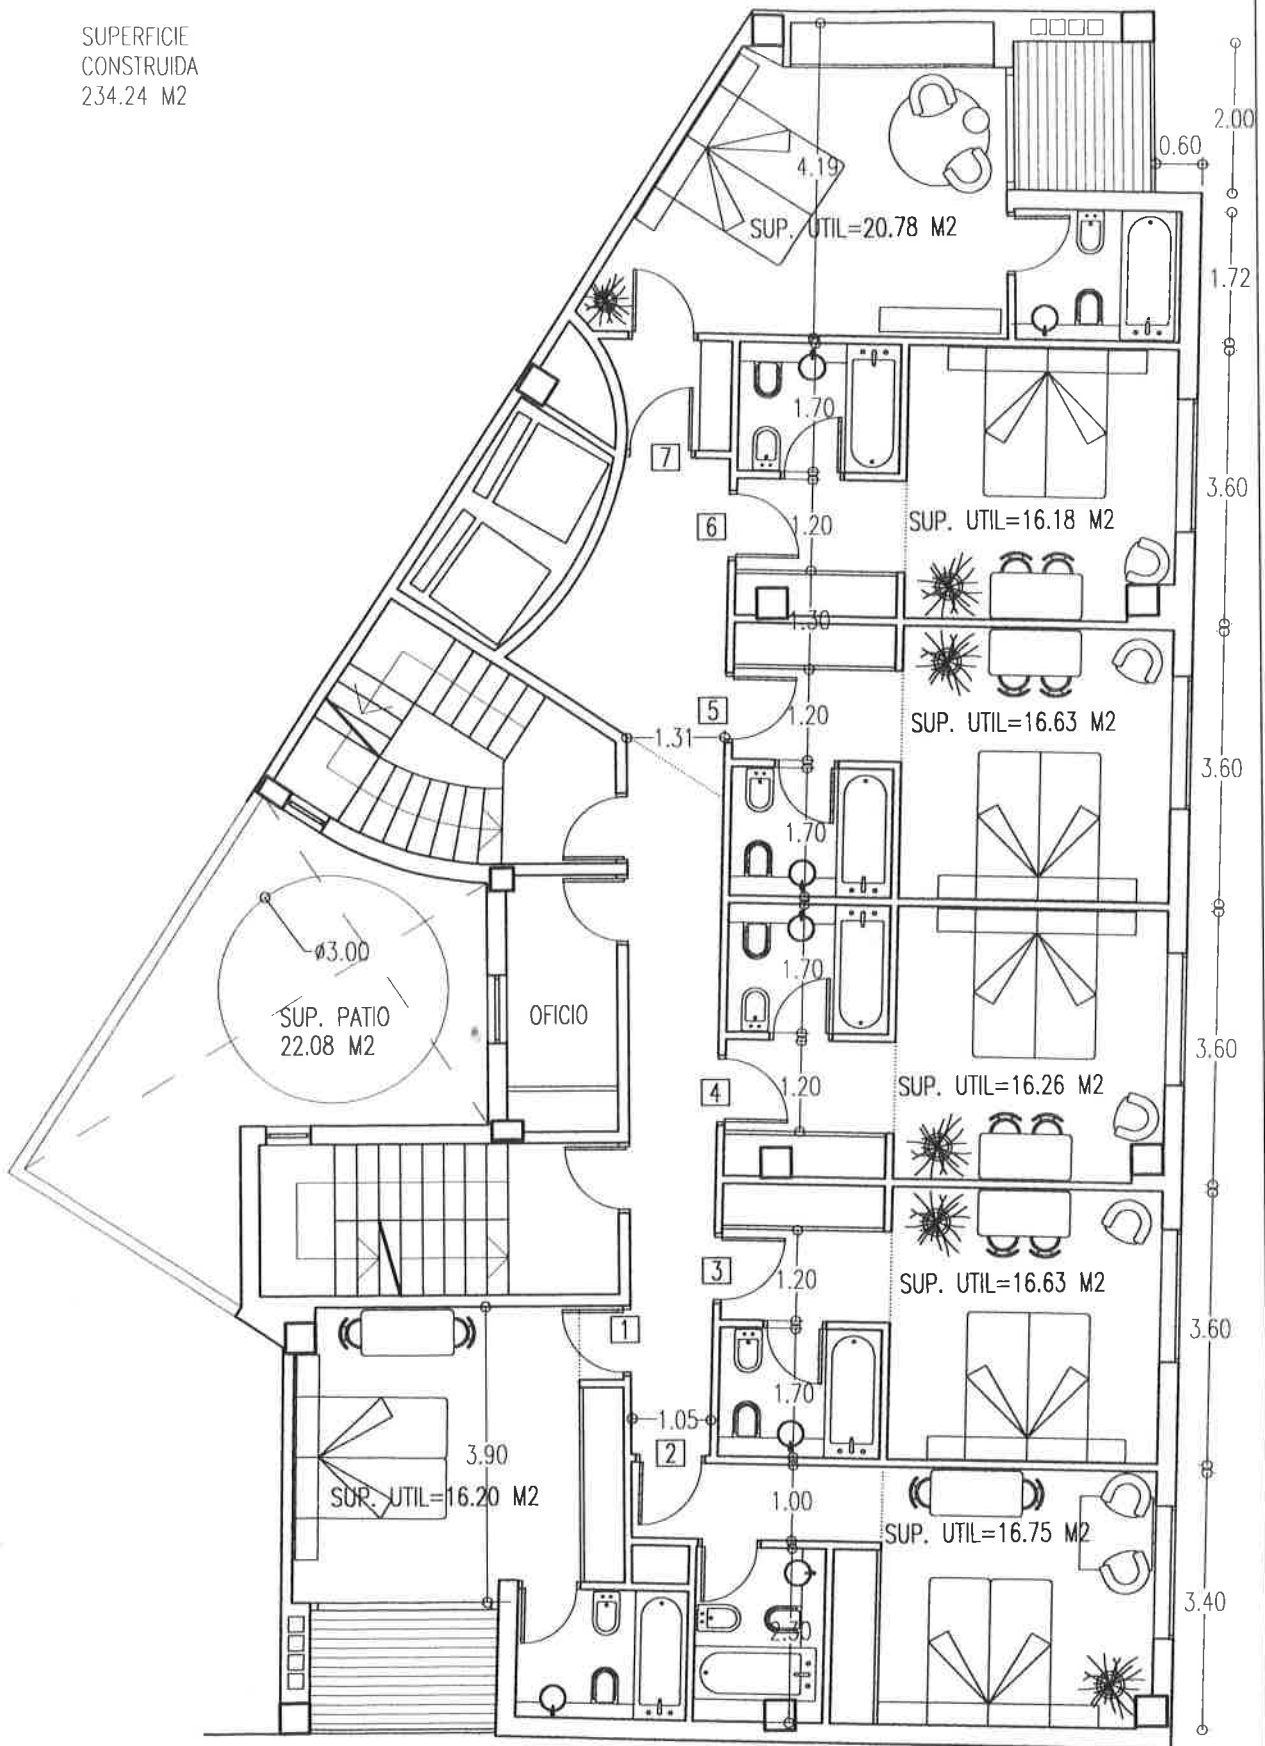 SUPERFICIE
CONSTRUIDA
234.24 M2
2.00
0.60
4.19
SUP. UTIL=20.78 M2
1.72
1.70
7
3.60
6
1.20
SUP. UTIL=16.18 M2
1.30
5
1.20
SUP. UTIL=16.63 M2
1.31
3.60
1.70
ø3.00
1.70
SUP. PATIO
22.08 M2
OFICIO
3.60
4
1.20
SUP. UTIL=16.26 M2
3
1.20
SUP. UTIL=16.63 M2
1
3.60
1.70
1.05
2
3.90
SUP. UTIL=16.20 M2
1.00
SUP. UTIL=16.75 M2
3.40
2.30